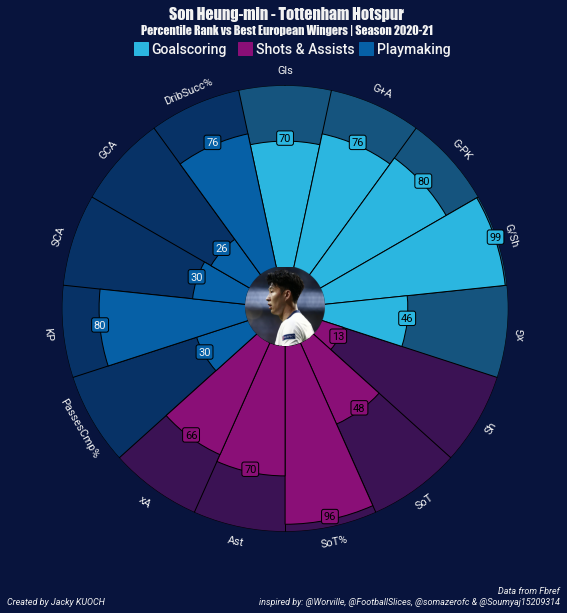 Son Heung-min - Tottenham Hotspur
Percentile Rank vs Best European Wingers | Season 2020-21
Goalscoring Shots & Assists Playmaking
Gls
G+A
G-PK
G/Sh
px
Sh
SoT
SoT%
Ast
xA
PassesCmp%
KP
SCA
GCA
DribSucc%
70
76
80
99
46
13
48
96
70
66
30
80
30
26
76
Data from Fbref
Created by Jacky KUOCH
inspired by: @Worville, @FootballSlices, @somazerofc & @Soumyaj15209314